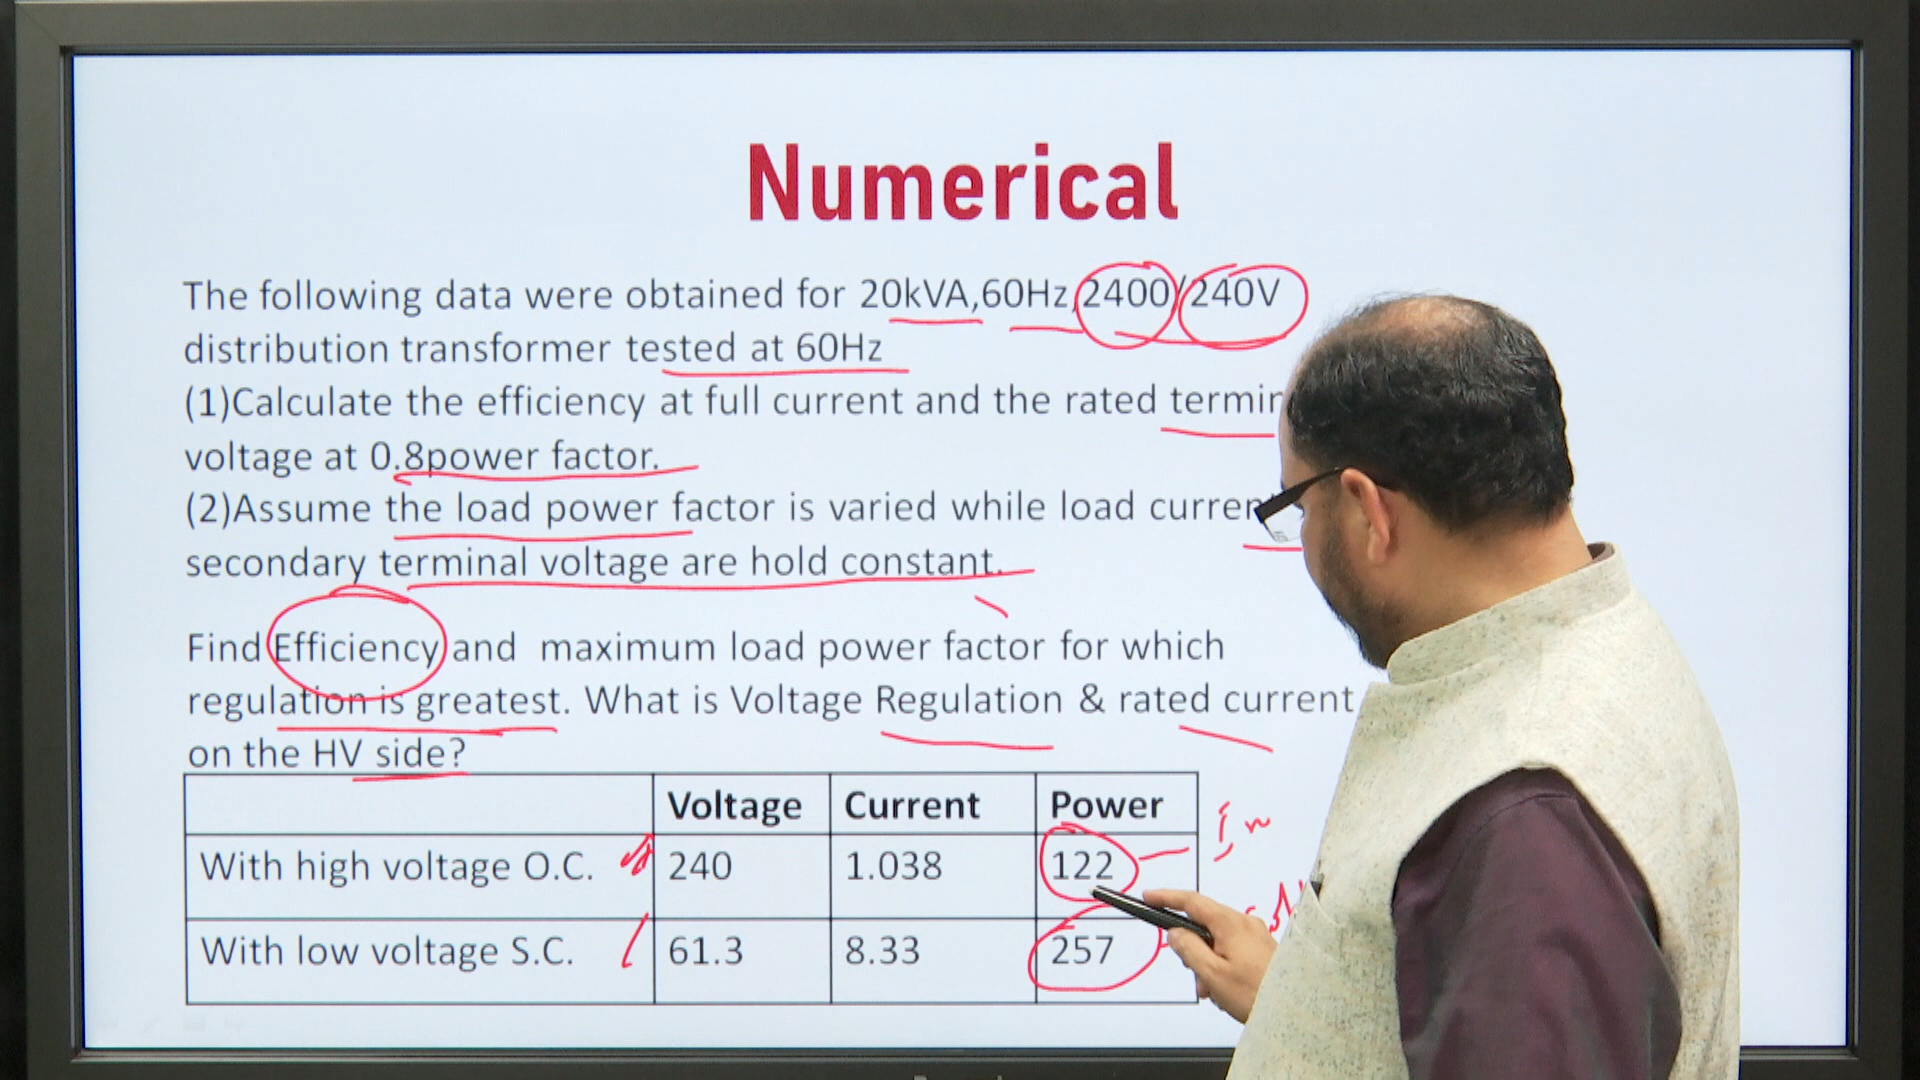 Numerical
The following data were obtained for 20kVA,60Hz,2400/240V
distribution transformer tested at 60Hz
(1)Calculate the efficiency at full current and the rated
voltage at 0.8power factor.
(2)Assume the load power factor is varied while load
secondary terminal voltage are hold constant.
Find Efficiency and maximum load power factor for which
regulation is greatest. What is Voltage Regulation & rated current
on the HV side?
Voltage Current Power
With high voltage O.C. 240 1.038 122
With low voltage S.C. 61.3 8.33 257